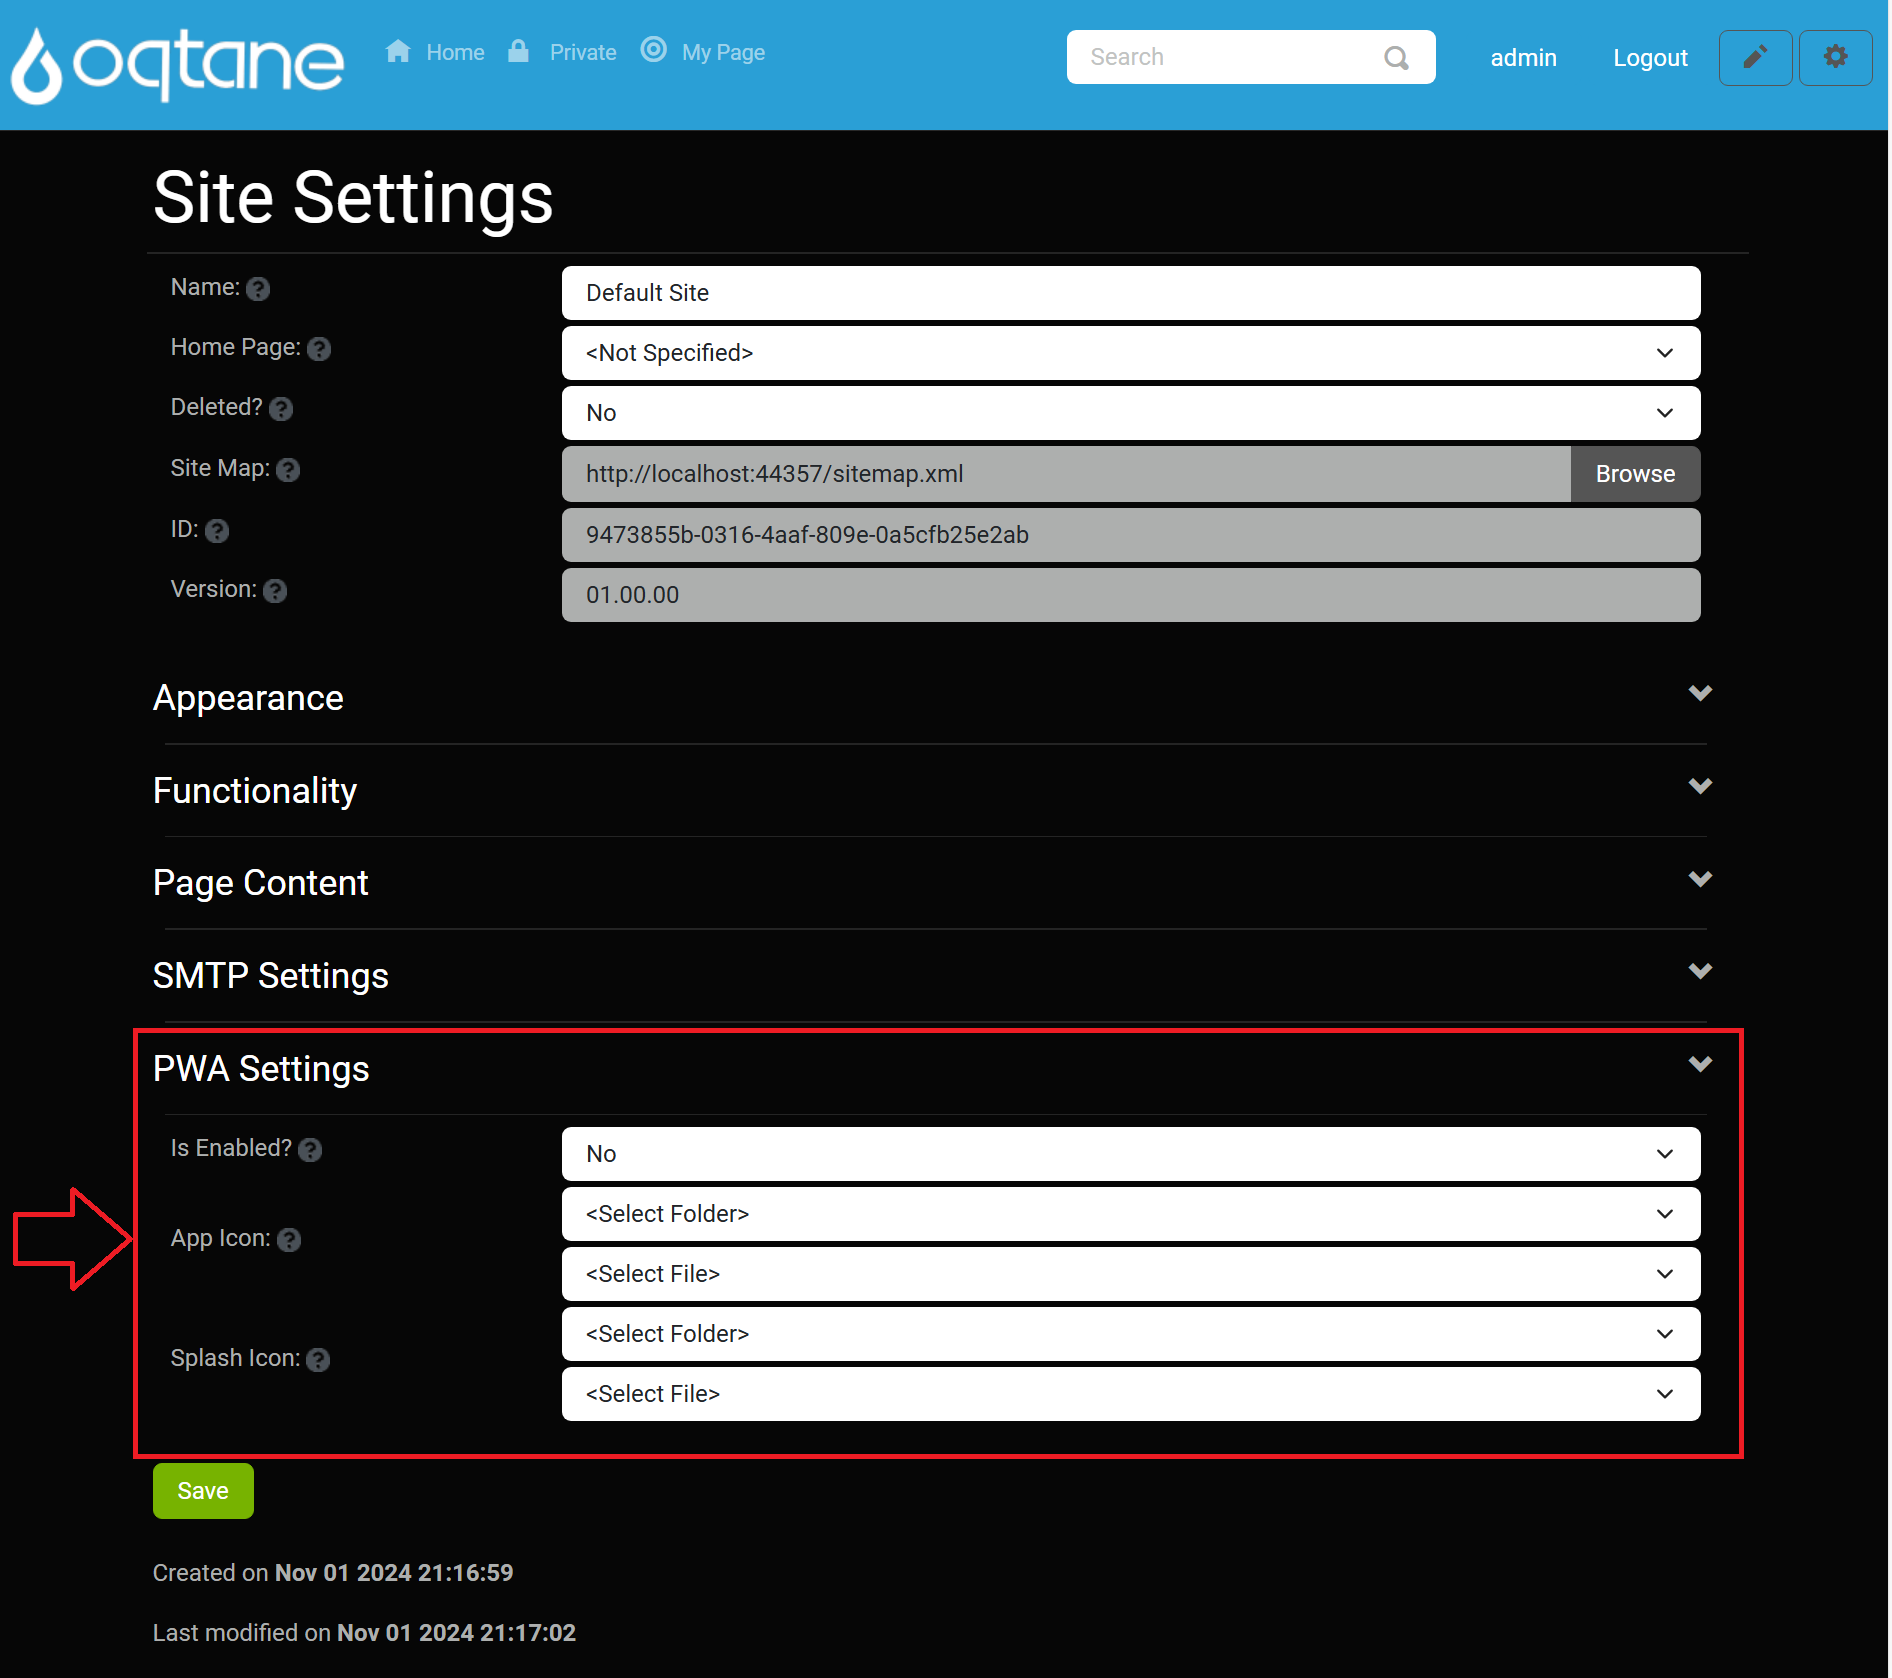 oqtane
Home Private My Page Search admin Logout
Site Settings
Name: Default Site
Home Page: <Not Specified>
Deleted? No
Site Map: http://localhost:44357/sitemap.xml Browse
ID: 9473855b-0316-4aaf-809e-0a5cfb25e2ab
Version: 01.00.00
Appearance
Functionality
Page Content
SMTP Settings
PWA Settings
Is Enabled? No
App Icon: <Select Folder>
<Select File>
Splash Icon: <Select Folder>
<Select File>
Save
Created on Nov 01 2024 21:16:59
Last modified on Nov 01 2024 21:17:02